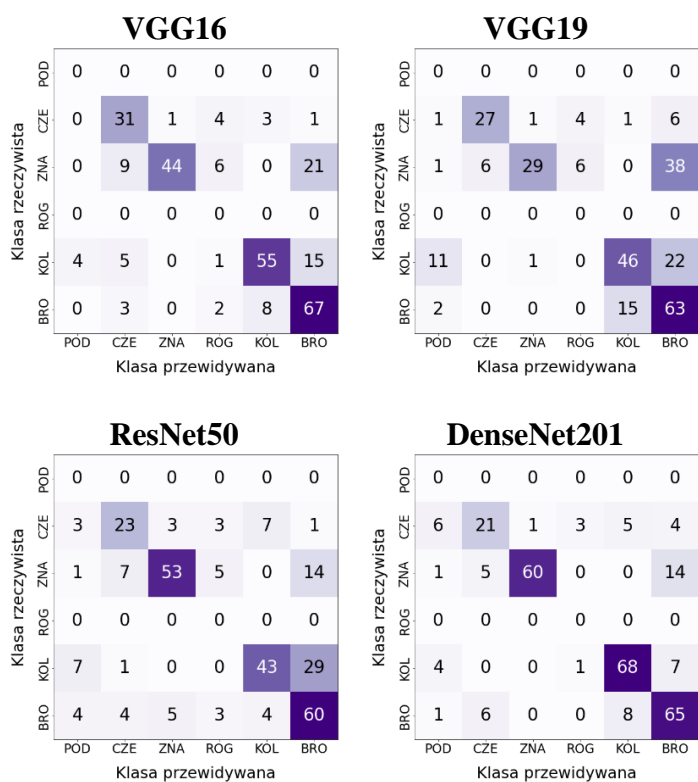 VGG16
POD 0 0 0 0 0 0
CZE 0 31 1 4 3 1
ZNA 0 9 44 6 0 21
ROG 0 0 0 0 0 0
KOL 4 5 0 1 55 15
BRO 0 3 0 2 8 67
POD CZE ZNA ROG KOL BRO
Klasa rzeczywista
Klasa przewidywana
VGG19
POD 0 0 0 0 0 0
CZE 1 27 1 4 1 6
ZNA 1 6 29 6 0 38
ROG 0 0 0 0 0 0
KOL 11 0 1 0 46 22
BRO 2 0 0 0 15 63
POD CZE ZNA ROG KOL BRO
Klasa rzeczywista
Klasa przewidywana
ResNet50
POD 0 0 0 0 0 0
CZE 3 23 3 3 7 1
ZNA 1 7 53 5 0 14
ROG 0 0 0 0 0 0
KOL 7 1 0 0 43 29
BRO 4 4 5 3 4 60
POD CZE ZNA ROG KOL BRO
Klasa rzeczywista
Klasa przewidywana
DenseNet201
POD 0 0 0 0 0 0
CZE 6 21 1 3 5 4
ZNA 1 5 60 0 0 14
ROG 0 0 0 0 0 0
KOL 4 0 0 1 68 7
BRO 1 6 0 0 8 65
POD CZE ZNA ROG KOL BRO
Klasa rzeczywista
Klasa przewidywana